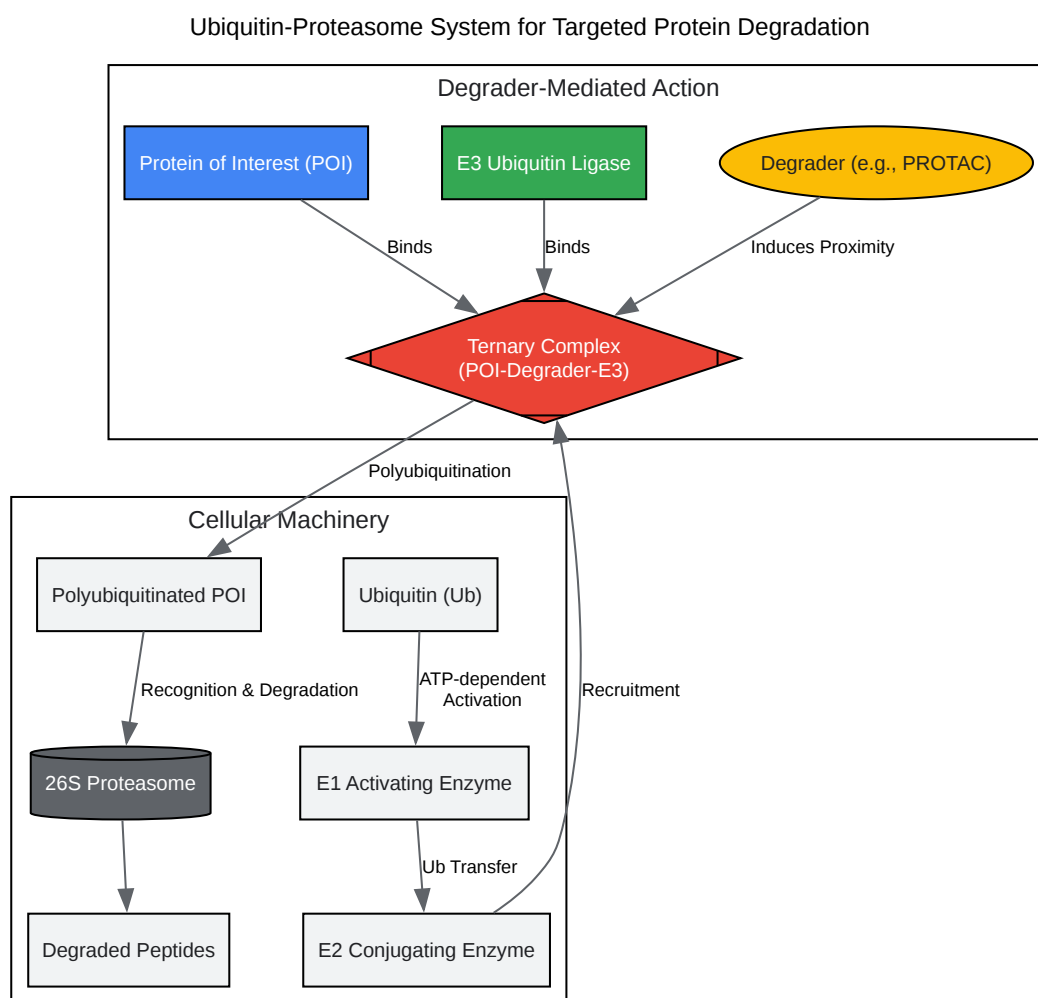 Ubiquitin-Proteasome System for Targeted Protein Degradation
Degrader-Mediated Action
Protein of Interest (POI)
E3 Ubiquitin Ligase
Degrader (e.g., PROTAC)
Binds
Binds
Induces Proximity
Ternary Complex
(POI-Degrader-E3)
Polyubiquitination
Cellular Machinery
Polyubiquitinated POI
Ubiquitin (Ub)
Recognition & Degradation
ATP-dependent
Activation
Recruitment
26S Proteasome
E1 Activating Enzyme
Ub Transfer
Degraded Peptides
E2 Conjugating Enzyme